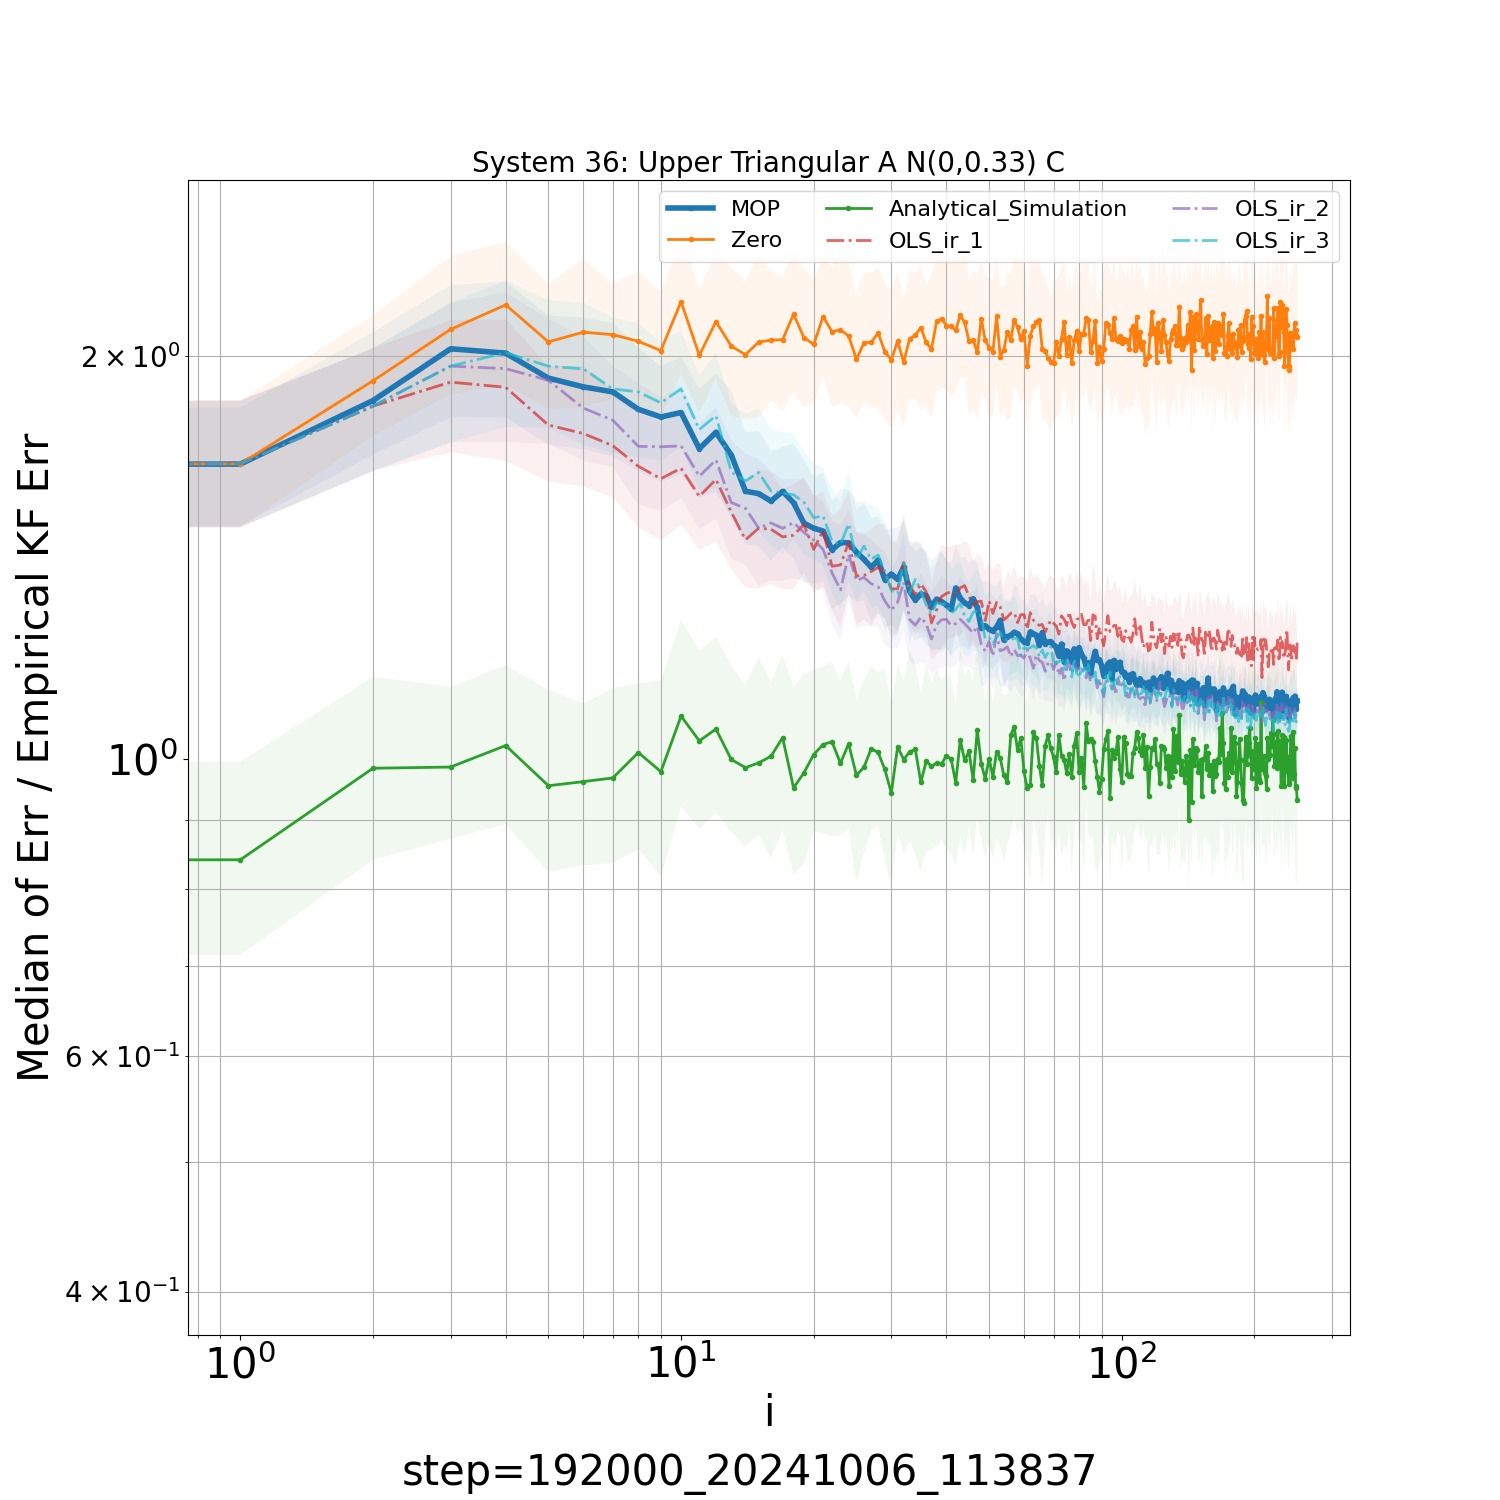 System 36: Upper Triangular A N(0,0.33) C
MOP
Zero
Analytical_Simulation
OLS_ir_1
OLS_ir_2
OLS_ir_3
Median of Err / Empirical KF Err
2 × 10⁰
10⁰
6 × 10⁻¹
4 × 10⁻¹
10⁰ 10¹ 10²
i
step=192000_20241006_113837